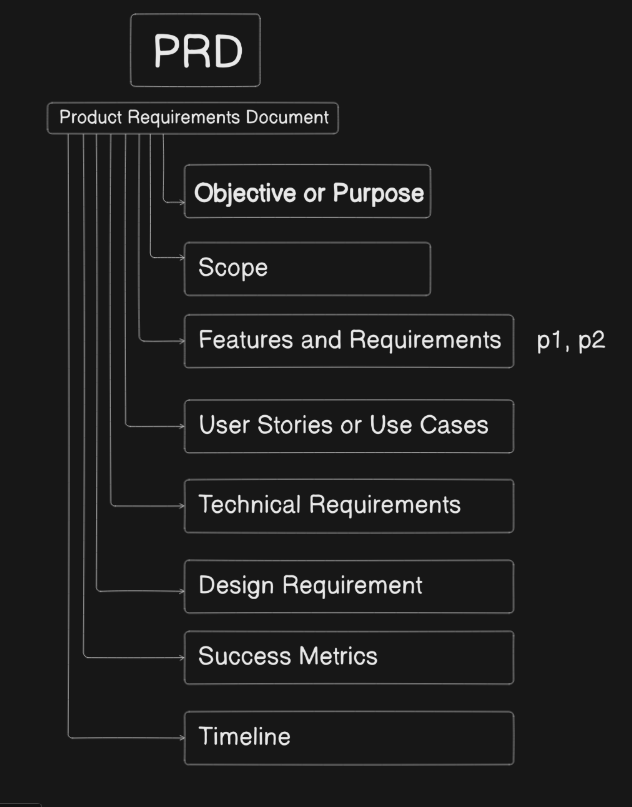 PRD
Product Requirements Document
Objective or Purpose
Scope
Features and Requirements p1, p2
User Stories or Use Cases
Technical Requirements
Design Requirement
Success Metrics
Timeline